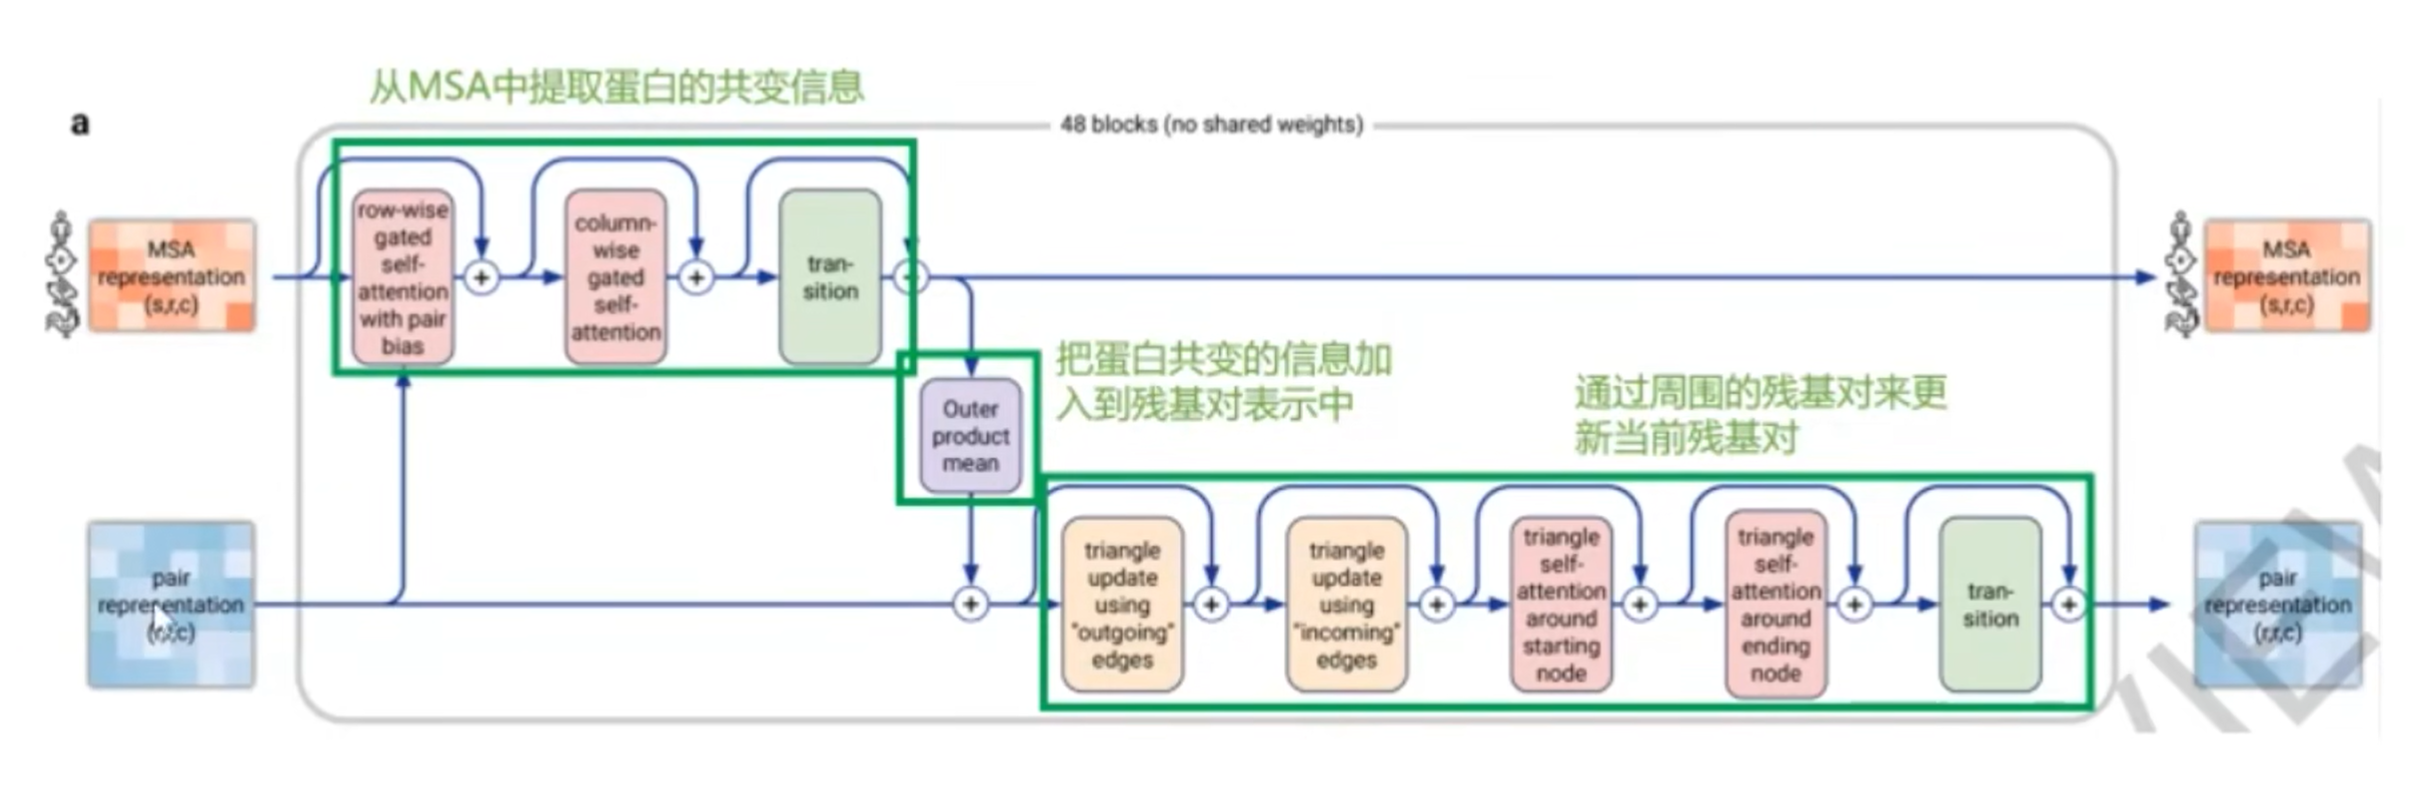 从MSA中提取蛋白的共变信息
a
48 blocks (no shared weights)
MSA
representation
(s,r,c)
row-wise
gated
self-
attention
with pair
bias
column-
wise
gated
self-
attention
tran-
sition
MSA
representation
(s,r,c)
Outer
product
mean
把蛋白共变的信息加
入到残基对表示中
通过周围的残基对来更
新当前残基对
pair
representation
(r,r,c)
triangle
update
using
"outgoing"
edges
triangle
update
using
"incoming"
edges
triangle
self-
attention
around
starting
node
triangle
self-
attention
around
ending
node
tran-
sition
pair
representation
(r,r,c)